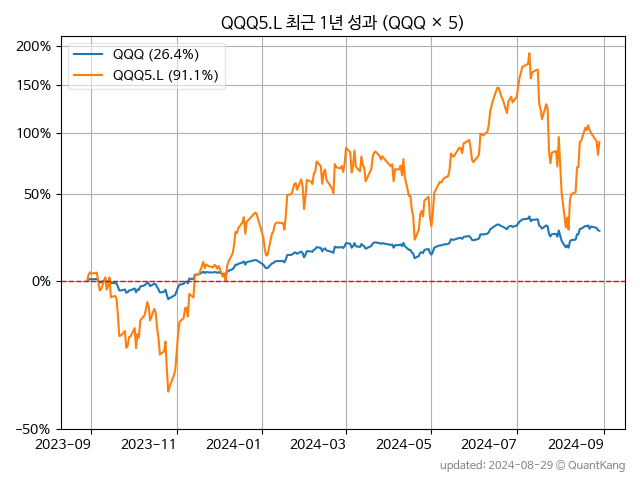 QQQ5.L 최근 1년 성과 (QQQ × 5)
QQQ (26.4%)
QQQ5.L (91.1%)
200%
150%
100%
50%
0%
−50%
2023−09 2023−11 2024−01 2024−03 2024−05 2024−07 2024−09
updated: 2024-08-29 © QuantKang